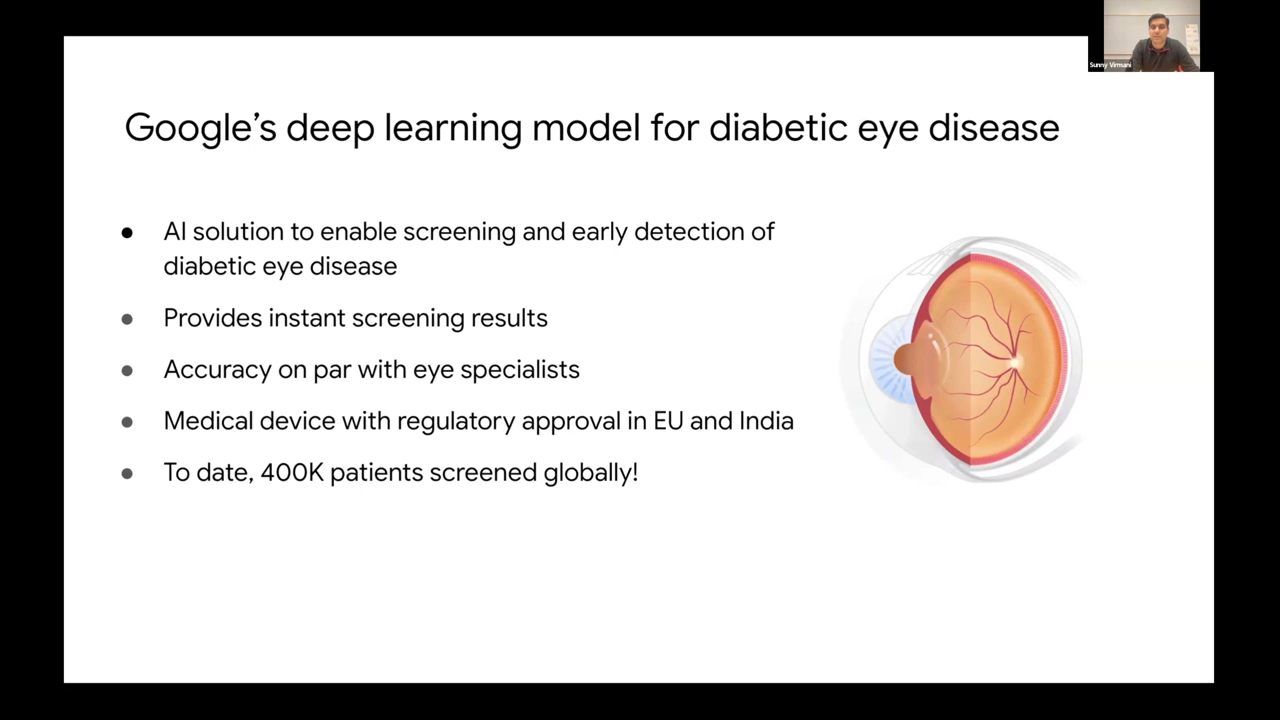 Sunny Virmani
Google’s deep learning model for diabetic eye disease
● AI solution to enable screening and early detection of
diabetic eye disease
● Provides instant screening results
● Accuracy on par with eye specialists
● Medical device with regulatory approval in EU and India
● To date, 400K patients screened globally!